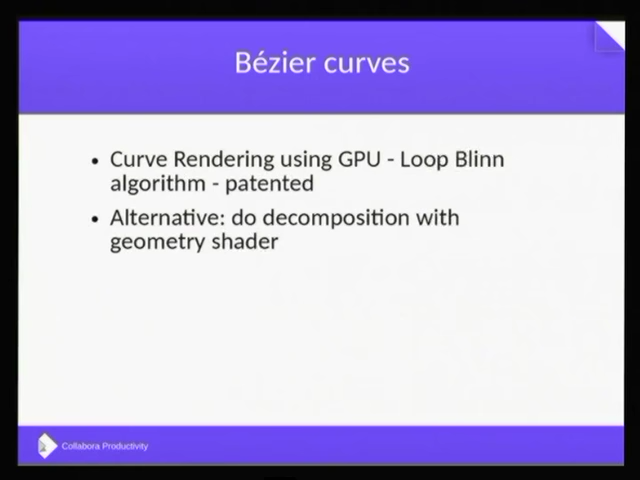 Bézier curves
• Curve Rendering using GPU - Loop Blinn
algorithm - patented
• Alternative: do decomposition with
geometry shader
Collabora Productivity